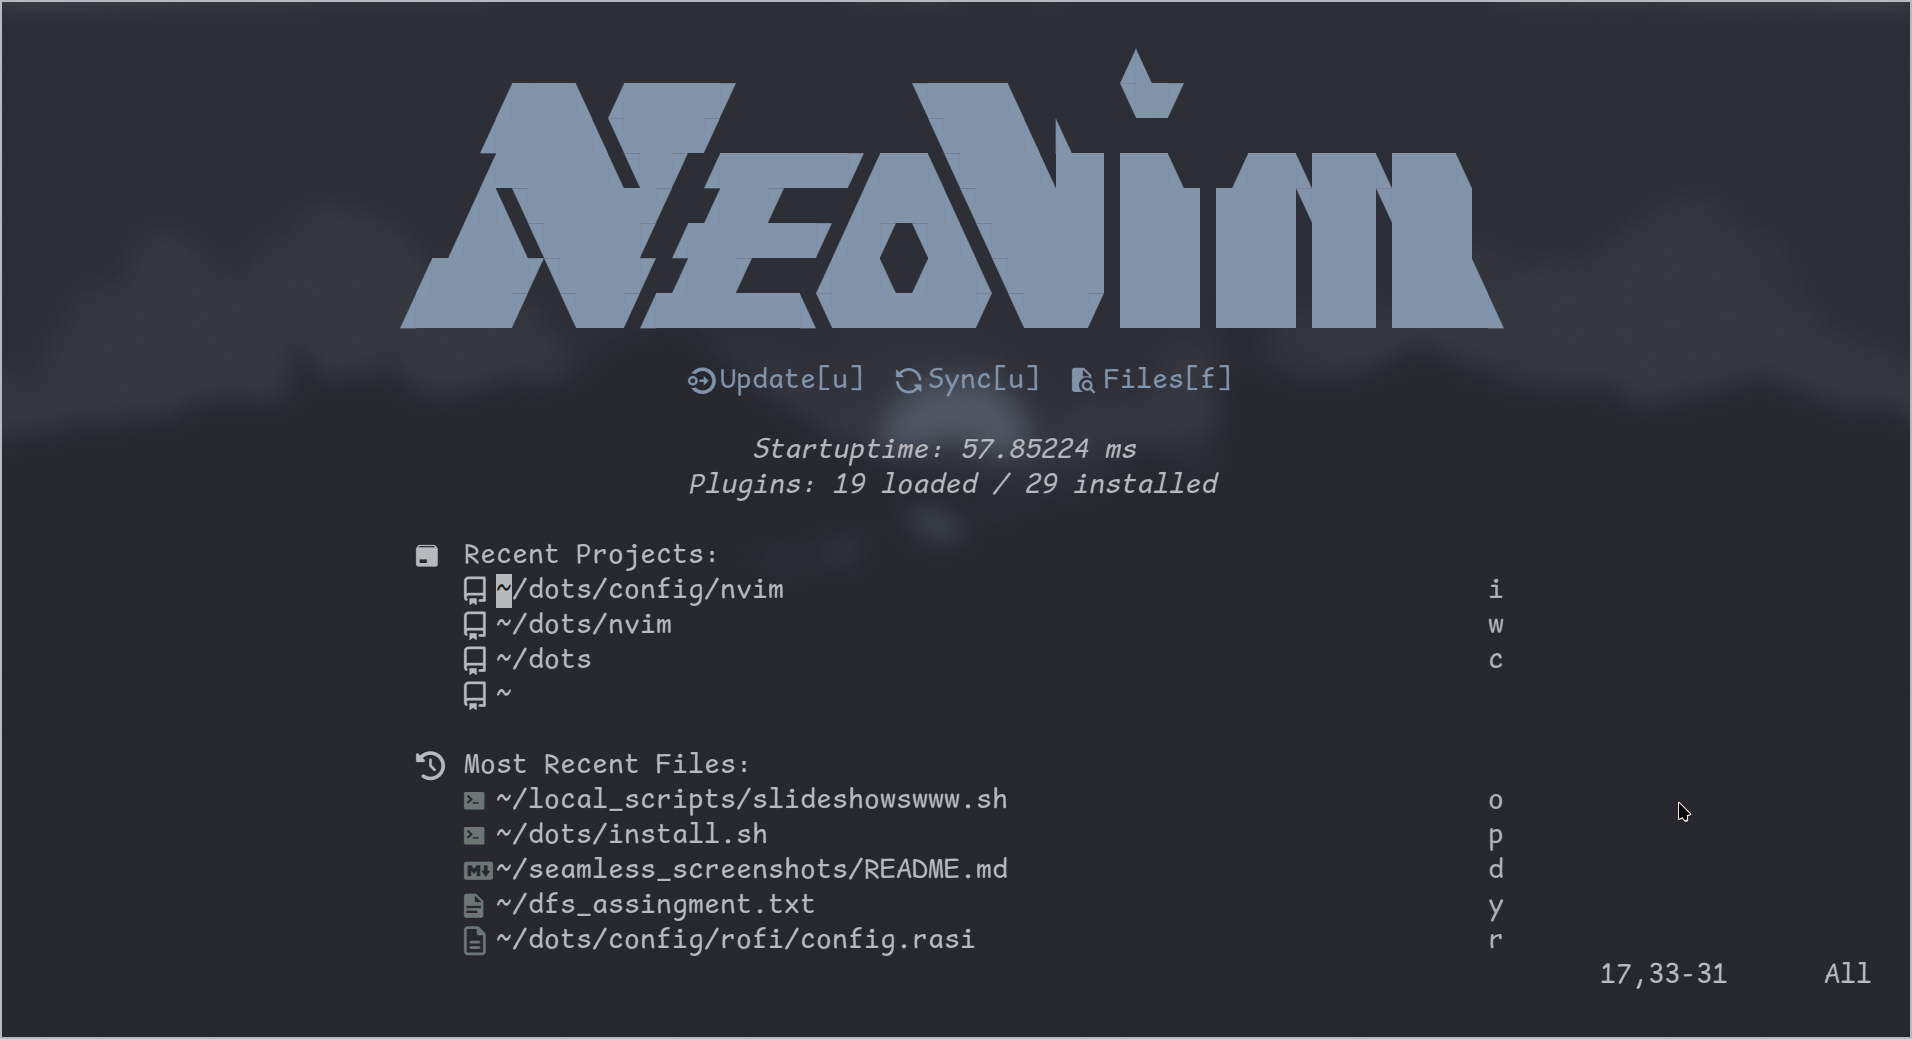 NEOVim
Update[u] Sync[u] Files[f]
Startuptime: 57.85224 ms
Plugins: 19 loaded / 29 installed
Recent Projects:
~/dots/config/nvim i
~/dots/nvim w
~/dots c
~
Most Recent Files:
~/local_scripts/slideshowswww.sh o
~/dots/install.sh p
~/seamless_screenshots/README.md d
~/dfs_assingment.txt y
~/dots/config/rofi/config.rasi r
17,33-31 All